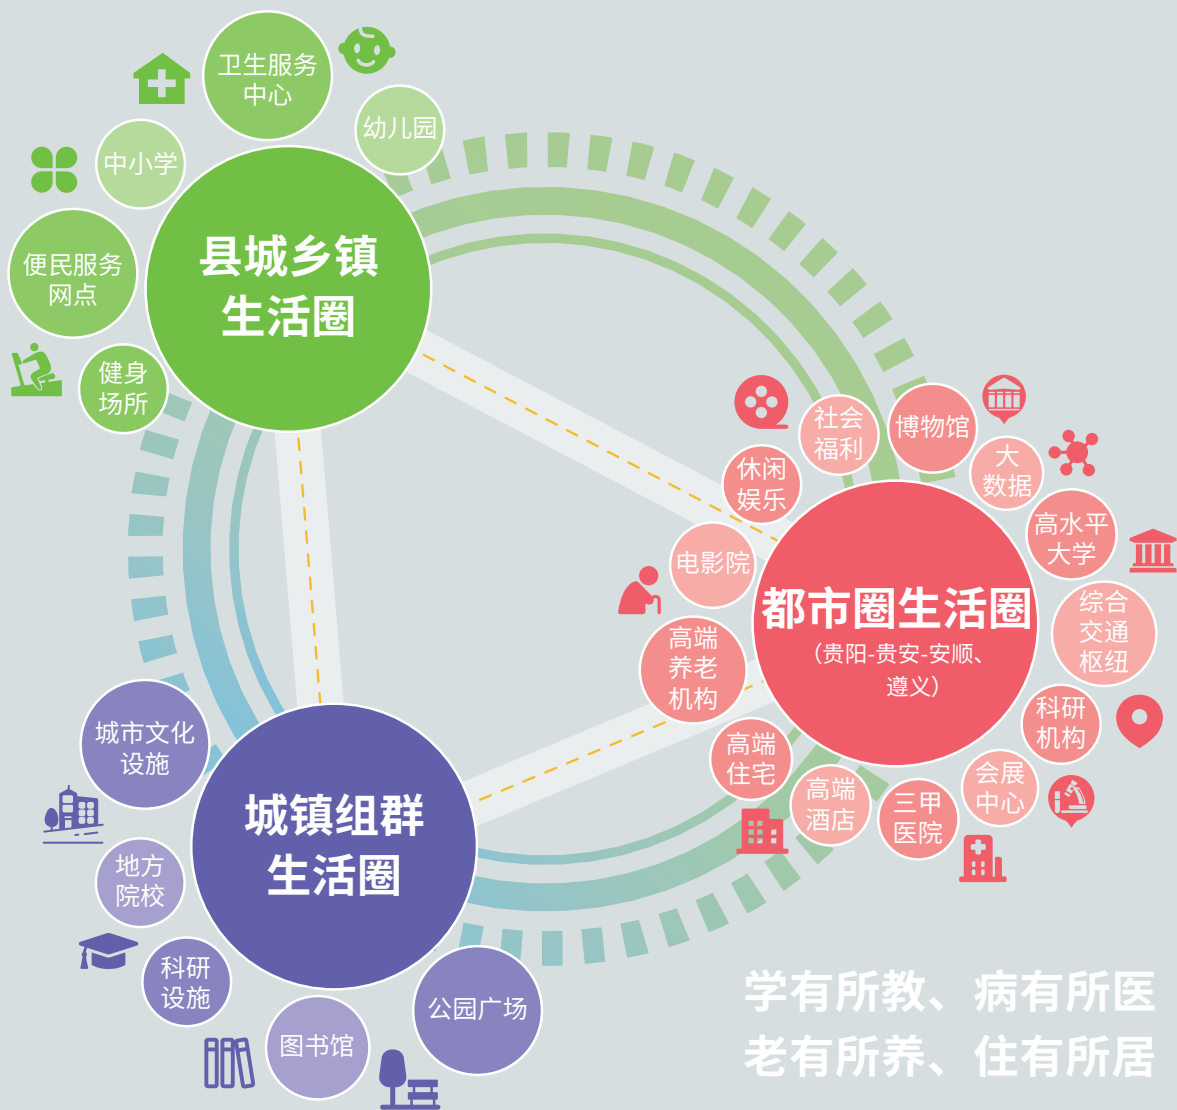 卫生服务
中心
幼儿园
中小学
便民服务
网点
健身
场所
县城乡镇
生活圈
社会
福利
博物馆
休闲
娱乐
大
数据
电影院
高水平
大学
高端
养老
机构
综合
交通
枢纽
都市圈生活圈
（贵阳-贵安-安顺、
遵义）
科研
机构
高端
住宅
高端
酒店
三甲
医院
会展
中心
城市文化
设施
地方
院校
科研
设施
图书馆
公园广场
城镇组群
生活圈
学有所教、病有所医
老有所养、住有所居